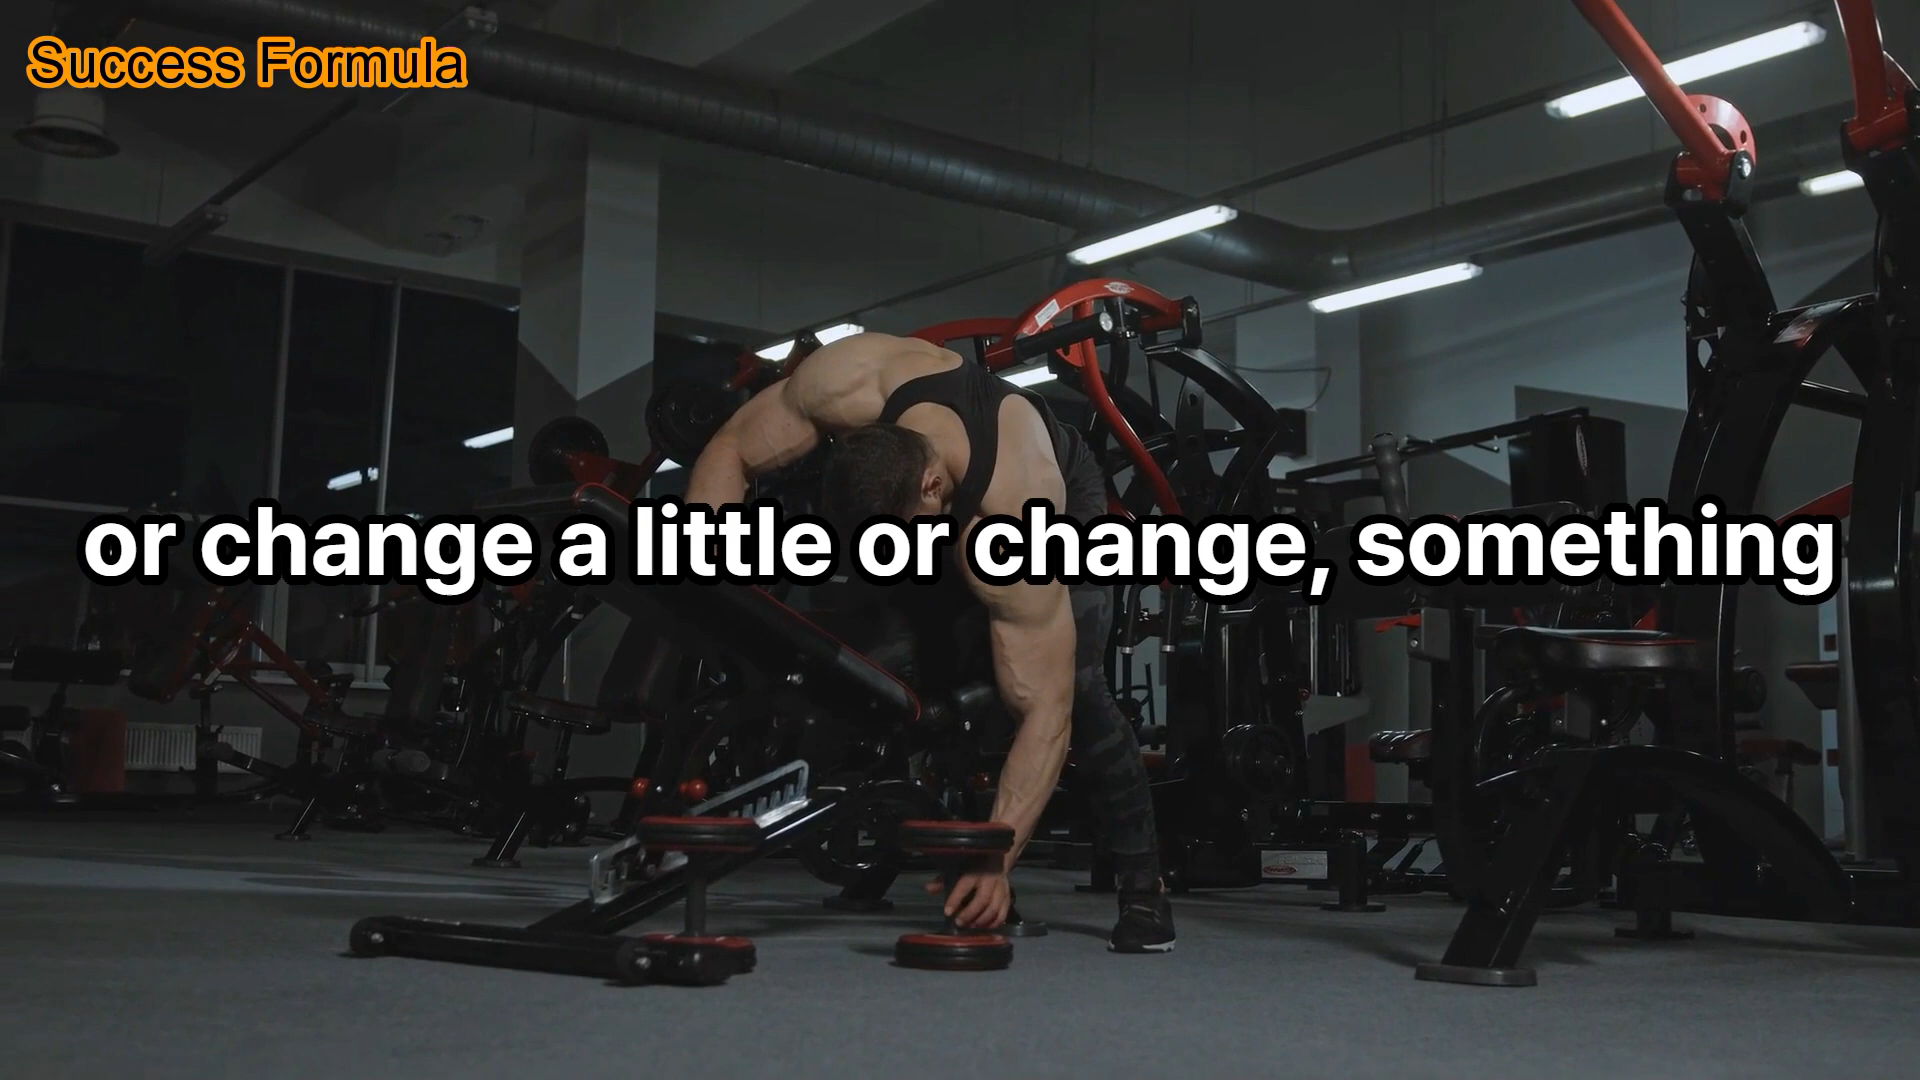 Success Formula
or change a little or change, something